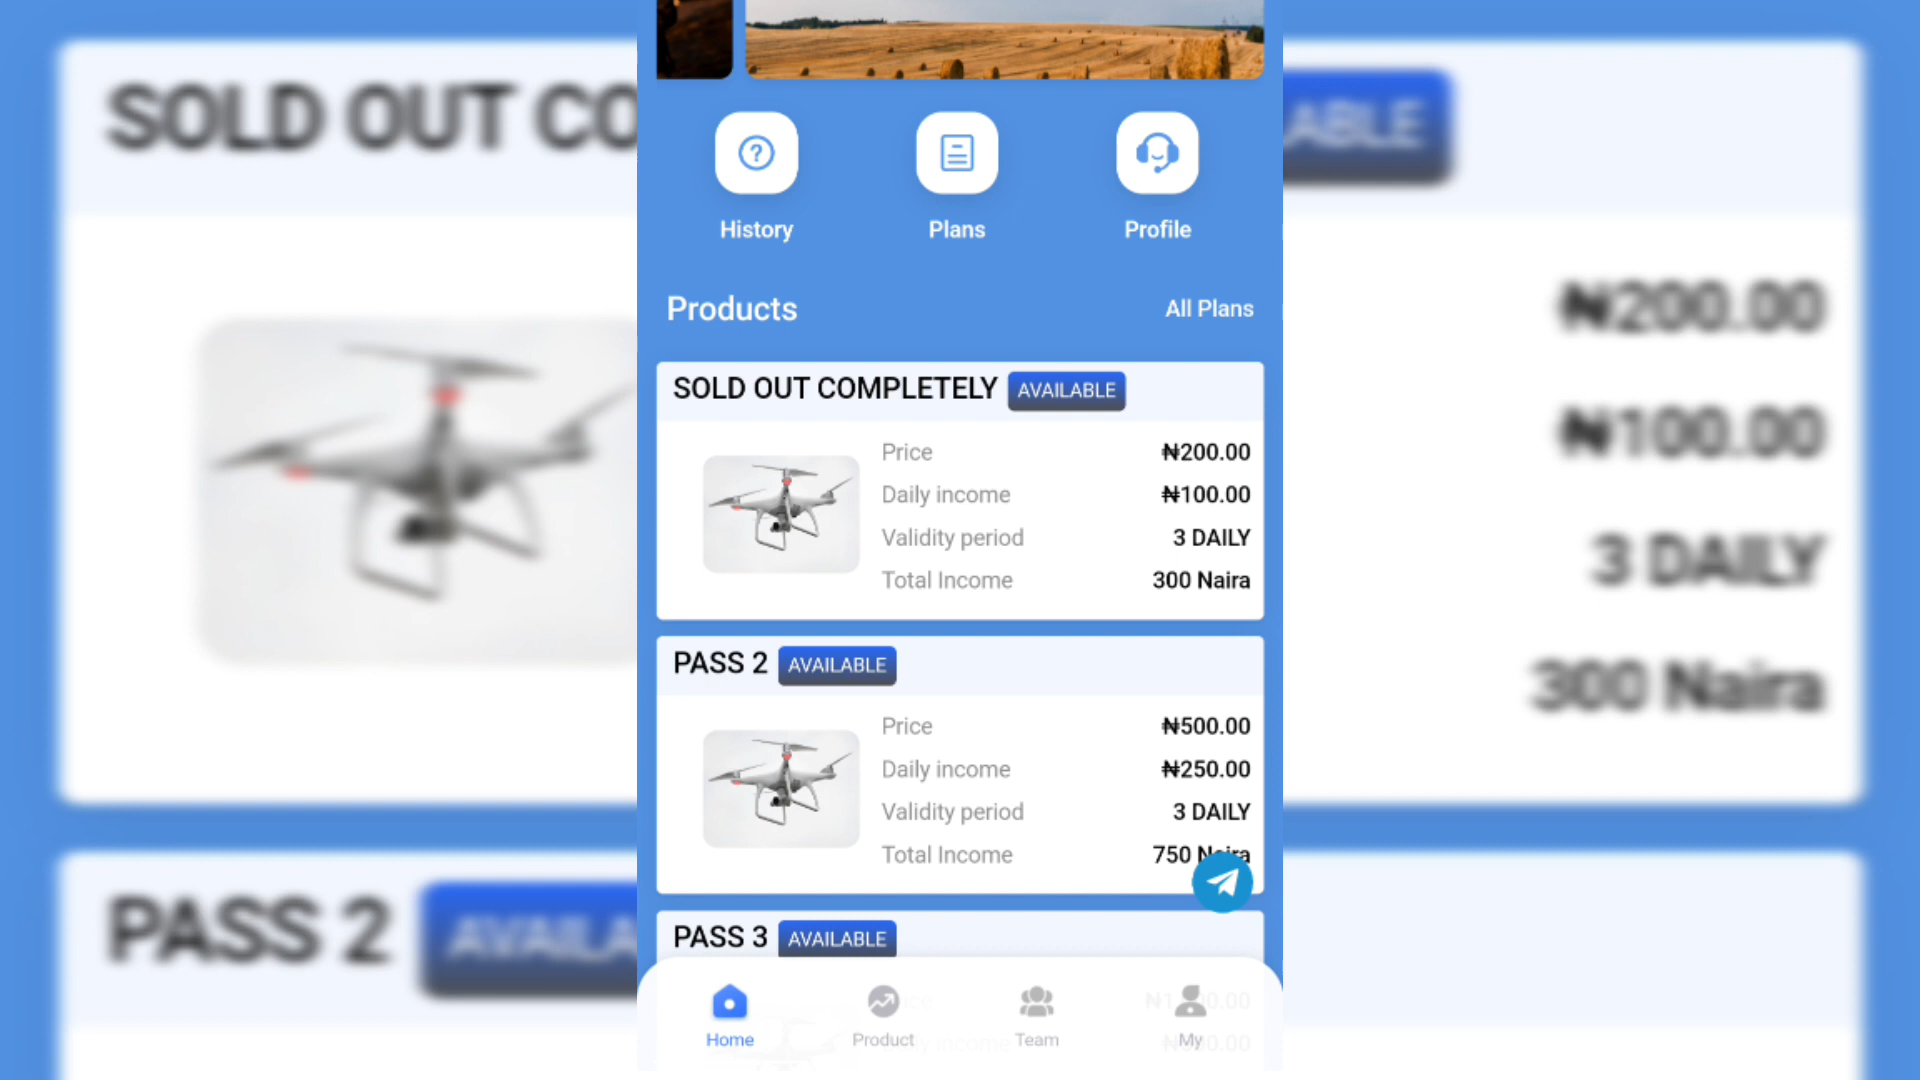 History
Plans
Profile
Products
All Plans
SOLD OUT COMPLETELY
AVAILABLE
Price
₦200.00
Daily income
₦100.00
Validity period
3 DAILY
Total Income
300 Naira
PASS 2
AVAILABLE
Price
₦500.00
Daily income
₦250.00
Validity period
3 DAILY
Total Income
750 Naira
PASS 3
AVAILABLE
Home
Product
Team
My
SOLD OUT CO
ABLE
₦200.00
₦100.00
3 DAILY
300 Naira
PASS 2
AVAILA